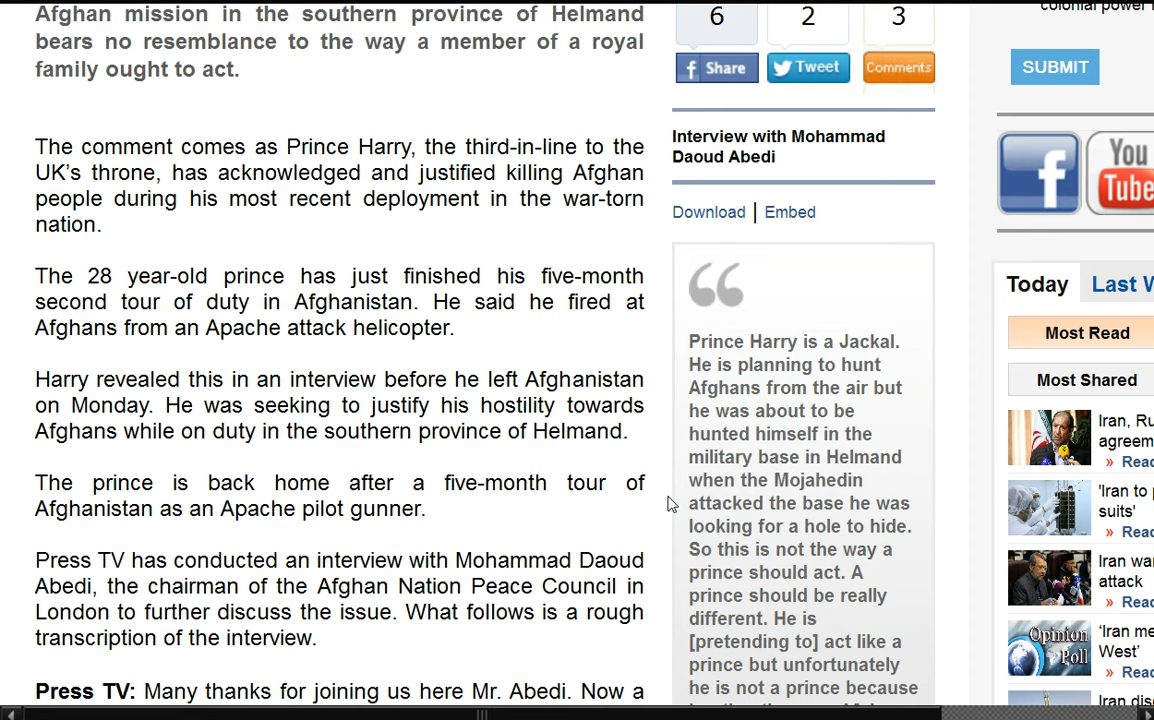 Afghan mission in the southern province of Helmand
bears no resemblance to the way a member of a royal
family ought to act.
The comment comes as Prince Harry, the third-in-line to the
UK’s throne, has acknowledged and justified killing Afghan
people during his most recent deployment in the war-torn
nation.
The 28 year-old prince has just finished his five-month
second tour of duty in Afghanistan. He said he fired at
Afghans from an Apache attack helicopter.
Harry revealed this in an interview before he left Afghanistan
on Monday. He was seeking to justify his hostility towards
Afghans while on duty in the southern province of Helmand.
The prince is back home after a five-month tour of
Afghanistan as an Apache pilot gunner.
Press TV has conducted an interview with Mohammad Daoud
Abedi, the chairman of the Afghan Nation Peace Council in
London to further discuss the issue. What follows is a rough
transcription of the interview.
Press TV: Many thanks for joining us here Mr. Abedi. Now a
6 2 3
Share Tweet Comments
Interview with Mohammad
Daoud Abedi
Download | Embed
“
Prince Harry is a Jackal.
He is planning to hunt
Afghans from the air but
he was about to be
hunted himself in the
military base in Helmand
when the Mojahedin
attacked the base he was
looking for a hole to hide.
So this is not the way a
prince should act. A
prince should be really
different. He is
[pretending to] act like a
prince but unfortunately
he is not a prince because
colonial power
SUBMIT
f You
Tube
Today Last W
Most Read
Most Shared
Iran, Ru
agreem
» Read
'Iran to
suits'
» Read
Iran wa
attack
» Read
Opinion
Poll
‘Iran me
West’
» Read
Iran dis